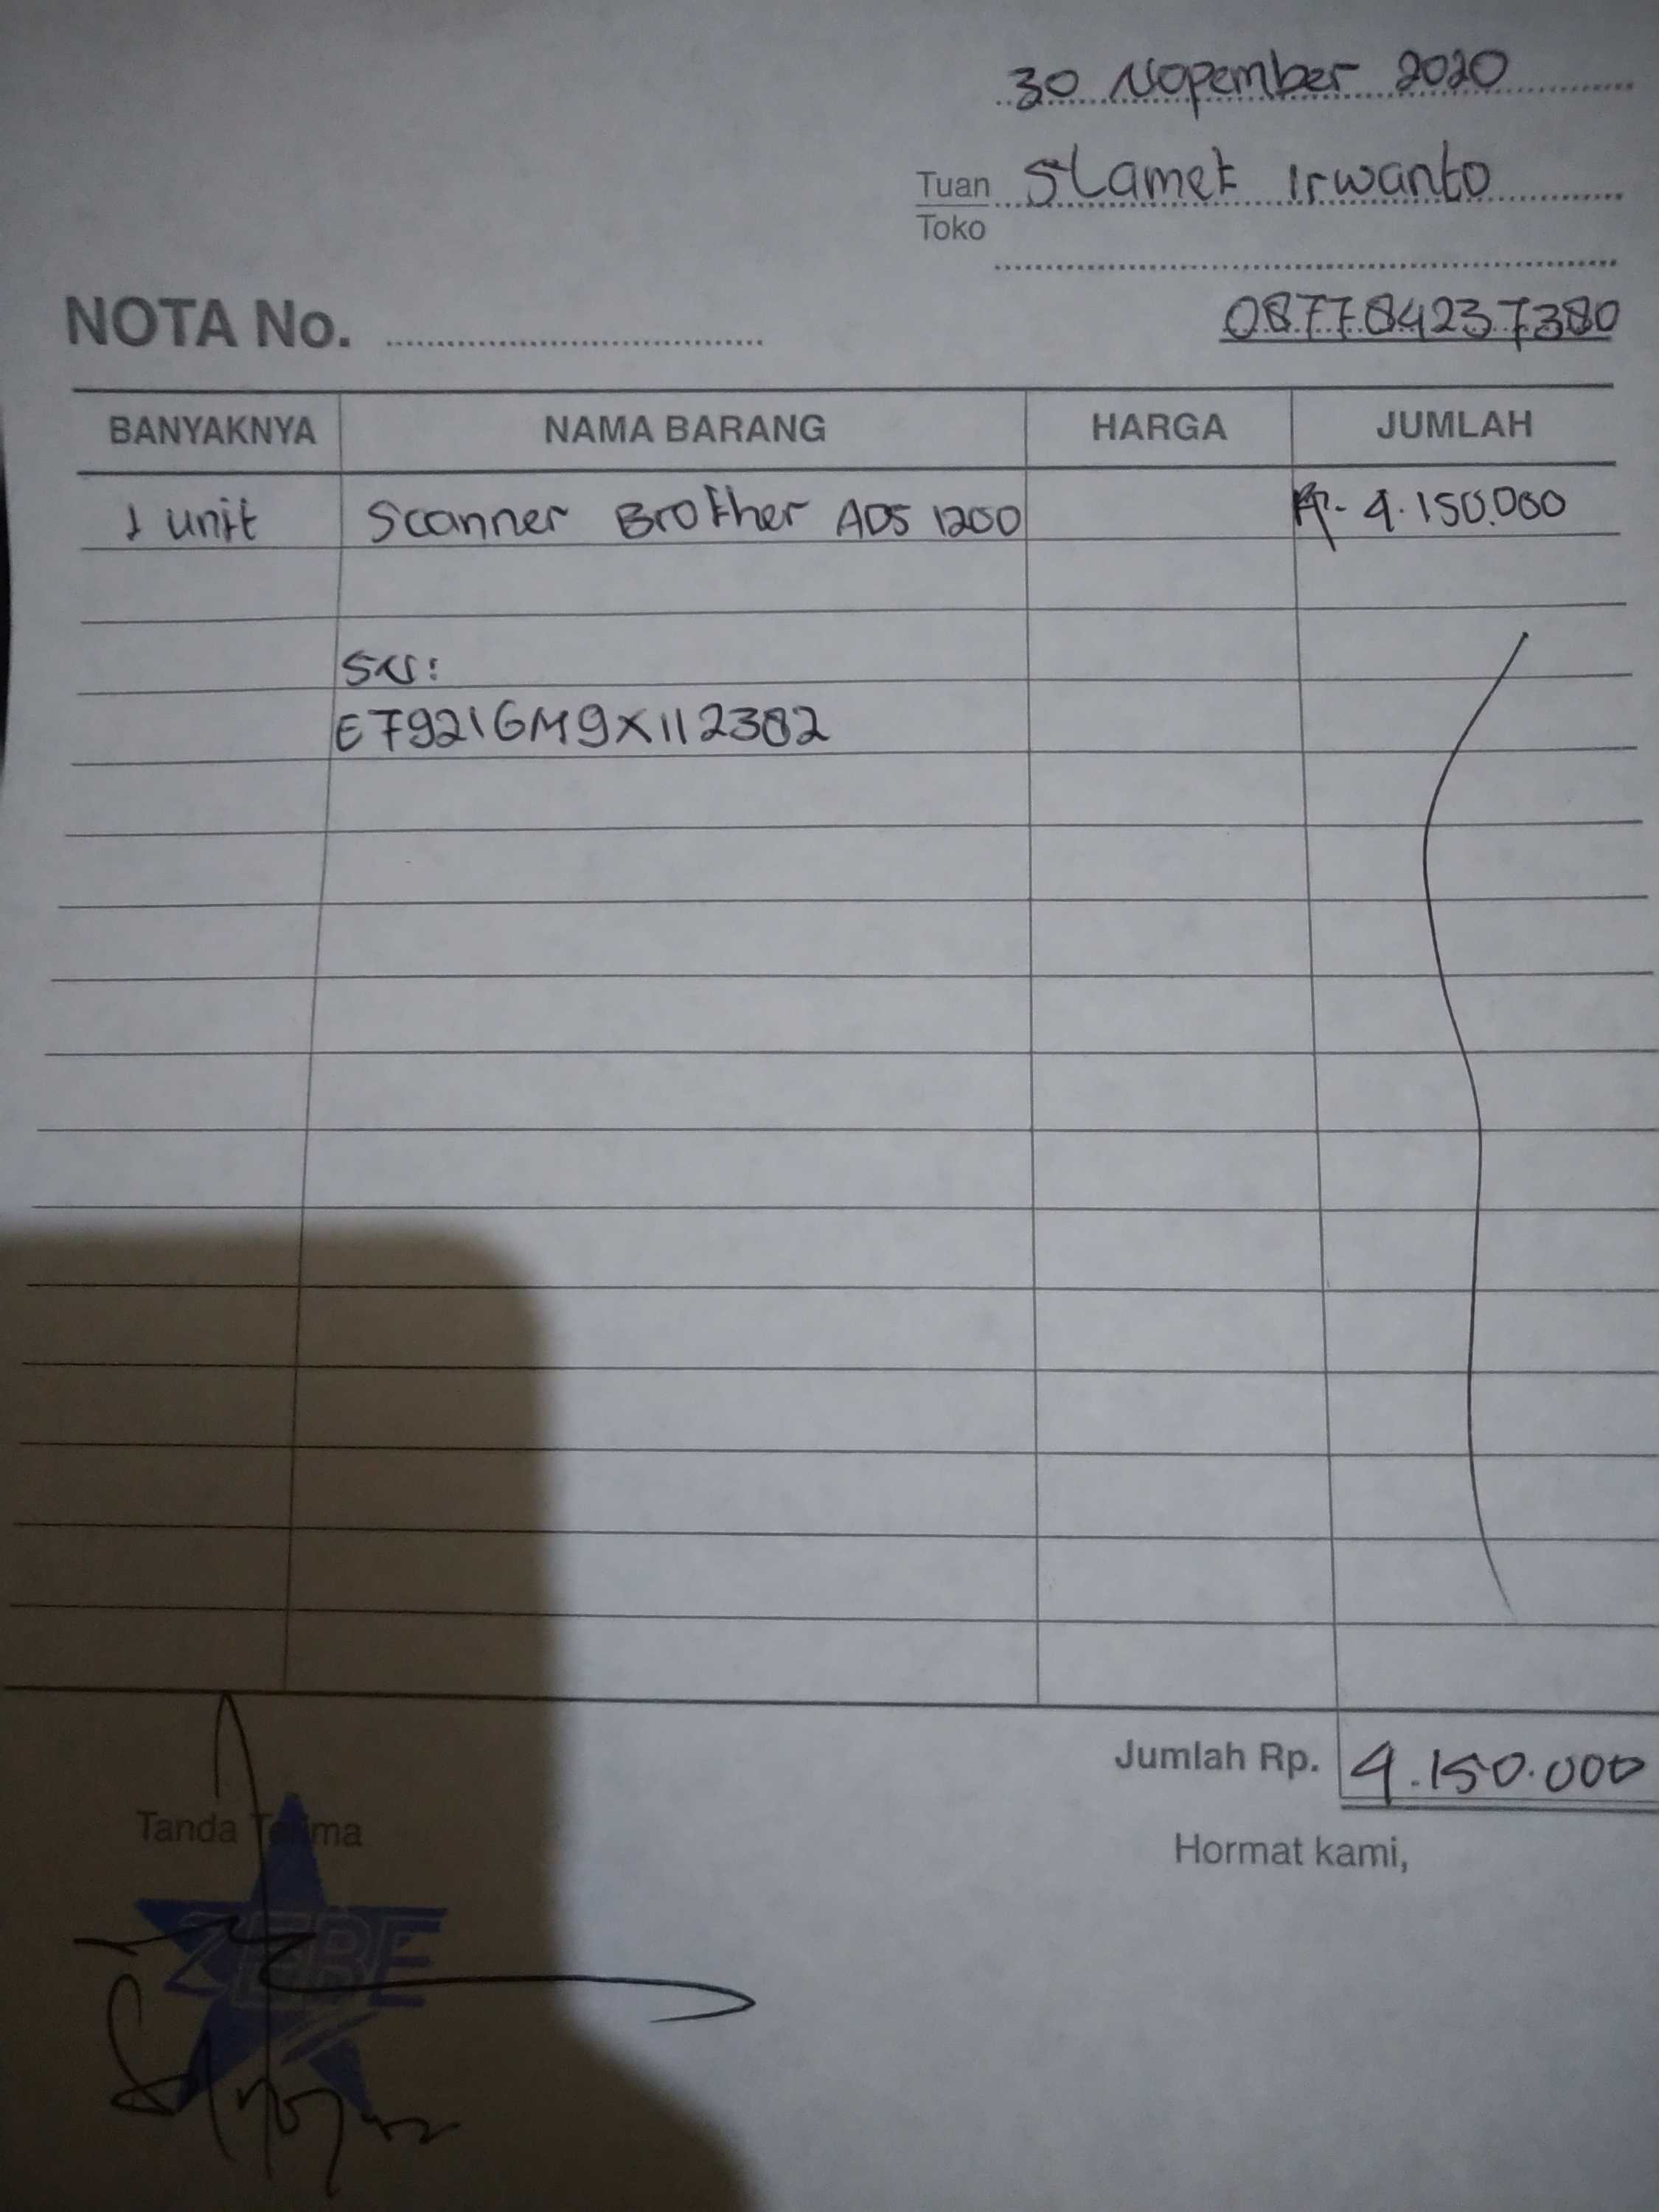 30 Nopember 2020
Tuan Slamet Irwanto
Toko
NOTA No.
087784237380
BANYAKNYA NAMA BARANG HARGA JUMLAH
1 unit Scanner Brother ADS 1200 Rp- 4.150.000
SN:
E79216M9X112382
Jumlah Rp. 4.150.000
Tanda Terima
Hormat kami,
ZEBE